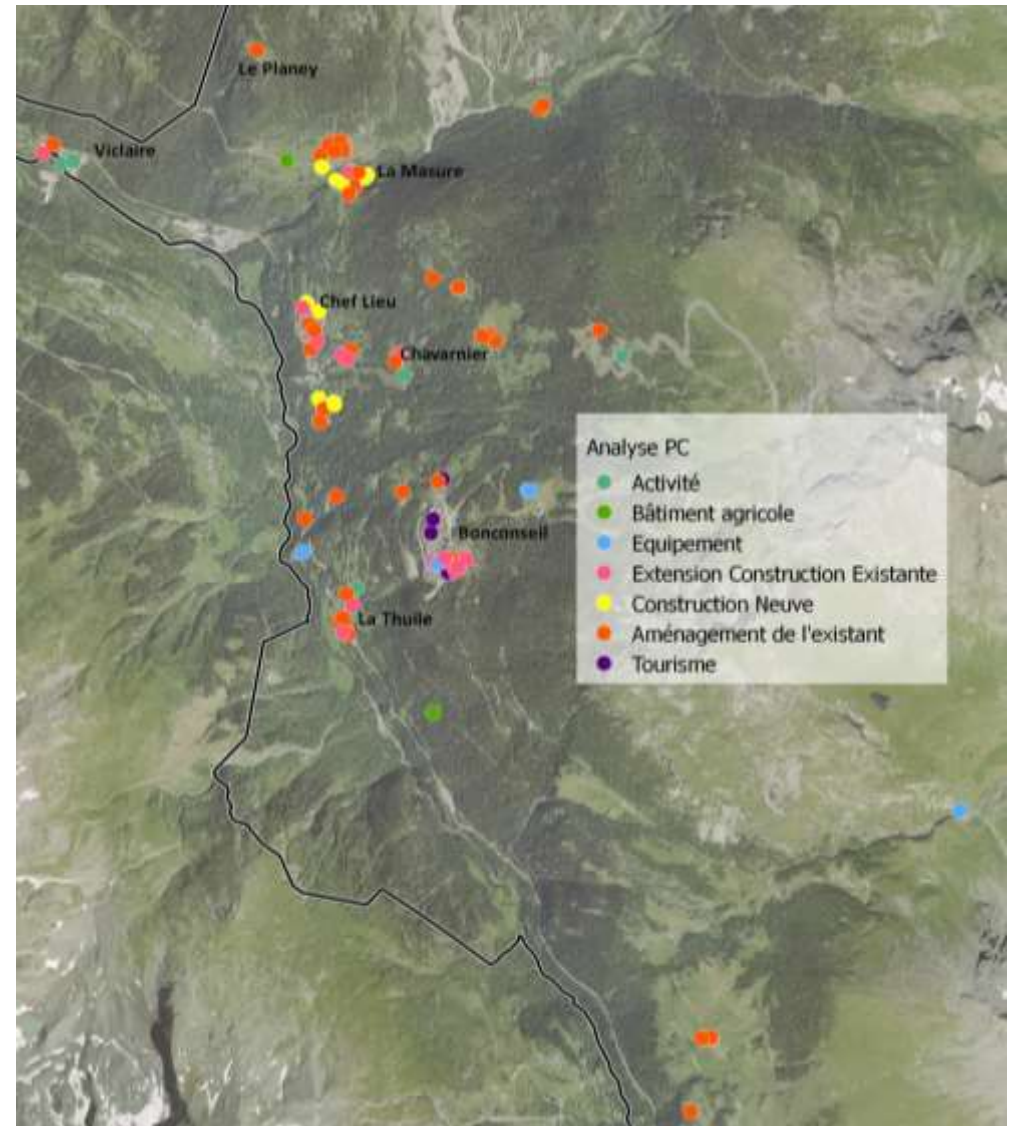 Le Planey
Viclaire
La Masure
Chef Lieu
Chavarnier
Analyse PC
Activité
Bâtiment agricole
Equipement
Bonconseil
Extension Construction Existante
Construction Neuve
La Thuile
Aménagement de l'existant
Tourisme